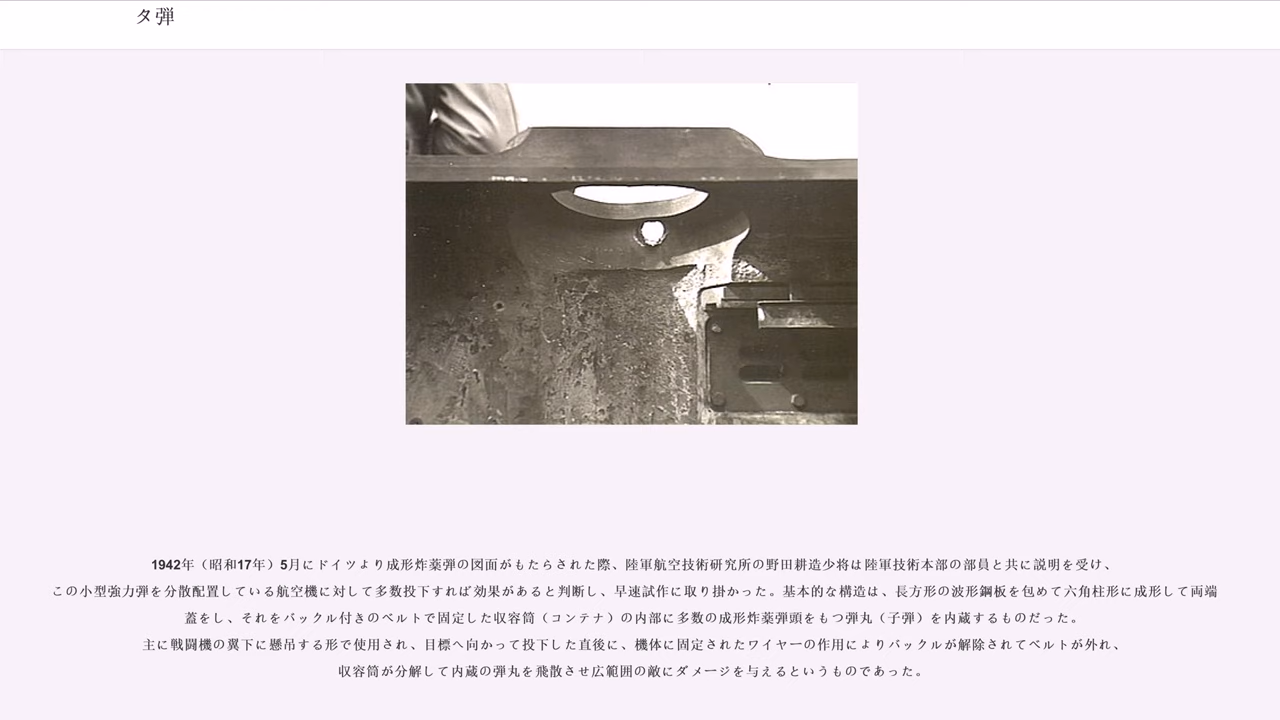 タ弾
1942年（昭和17年）5月にドイツより成形炸薬弾の図面がもたらされた際、陸軍航空技術研究所の野田耕造少将は陸軍技術本部の部員と共に説明を受け、
この小型強力弾を分散配置している航空機に対して多数投下すれば効果があると判断し、早速試作に取り掛かった。基本的な構造は、長方形の波形鋼板を包めて六角柱形に成形して両端
蓋をし、それをバックル付きのベルトで固定した収容筒（コンテナ）の内部に多数の成形炸薬弾頭をもつ弾丸（子弾）を内蔵するものだった。
主に戦闘機の翼下に懸吊する形で使用され、目標へ向かって投下した直後に、機体に固定されたワイヤーの作用によりバックルが解除されてベルトが外れ、
収容筒が分解して内蔵の弾丸を飛散させ広範囲の敵にダメージを与えるというものであった。